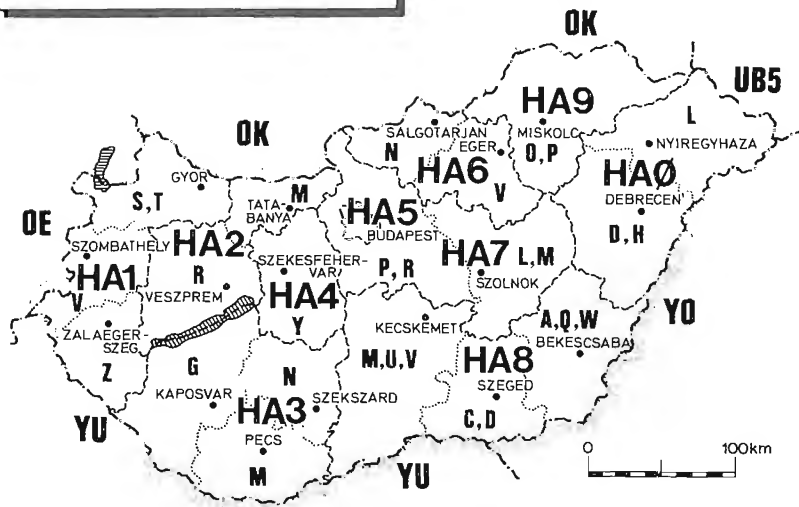 OK
UB5
L
HA9
SALGOTARJAN
MISKOLC
NYIREGYHAZA
OK
EGER
N
O,P
HA6
HAØ
GYOR
V
DEBRECEN
S,T
TATA-
BANYA
M
HA5
BUDAPEST
D,H
OE
SZOMBATHELY
HA2
SZEKESFEHER-
VAR
HA7
L,M
HA1
R
P,R
SZOLNOK
V
VESZPREM
HA4
YO
ZALAEGER-
SZEG
Y
KECSKEMET
A,Q,W
BEKESCSABA
Z
G
M,U,V
HA8
N
SZEGED
KAPOSVAR
HA3
SZEKSZARD
C,D
YU
PECS
M
YU
0 100km